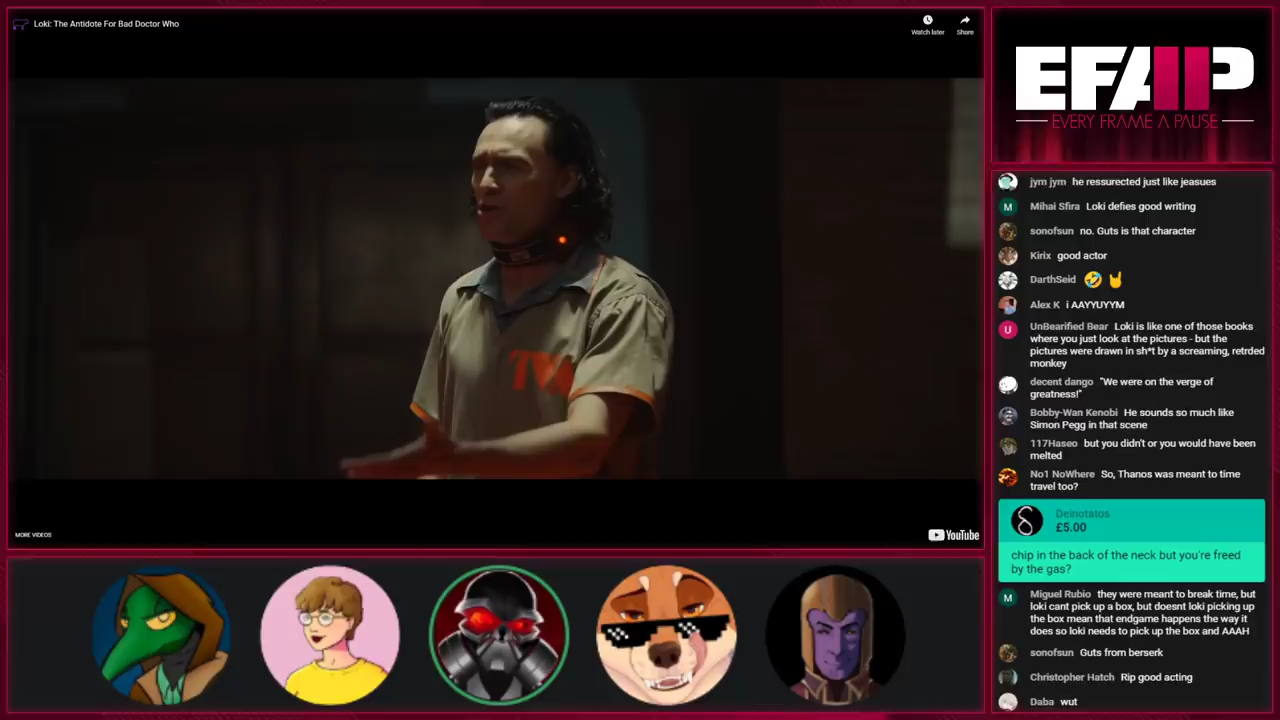 Loki: The Antidote For Bad Doctor Who
Watch later
Share
TVA
MORE VIDEOS
YouTube
EFAP
EVERY FRAME A PAUSE
jym jym he ressurected just like jeasues
M Mihai Sfira Loki defies good writing
sonofsun no. Guts is that character
Kirix good actor
DarthSeid 🤣 🤘
Alex K i AAYYUYYM
U UnBearified Bear Loki is like one of those books
where you just look at the pictures - but the
pictures were drawn in sh*t by a screaming, retrded
monkey
decent dango "We were on the verge of
greatness!"
Bobby-Wan Kenobi He sounds so much like
Simon Pegg in that scene
117Haseo but you didn't or you would have been
melted
No1 NoWhere So, Thanos was meant to time
travel too?
Deinotatos
£5.00
chip in the back of the neck but you're freed
by the gas?
M Miguel Rubio they were meant to break time, but
loki cant pick up a box, but doesnt loki picking up
the box mean that endgame happens the way it
does so loki needs to pick up the box and AAAH
sonofsun Guts from berserk
Christopher Hatch Rip good acting
Daba wut